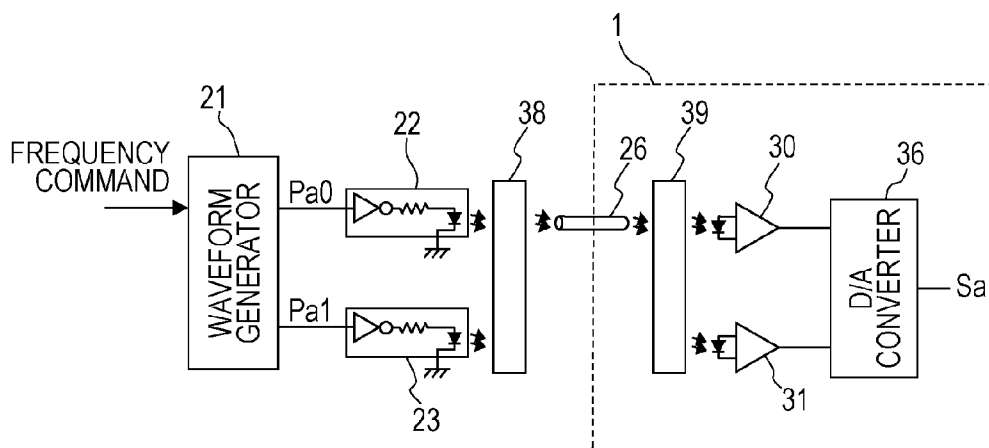 1
21
22
38
39
26
30
36
FREQUENCY
COMMAND
Pa0
WAVEFORM
GENERATOR
D/A
CONVERTER
Sa
Pa1
23
31